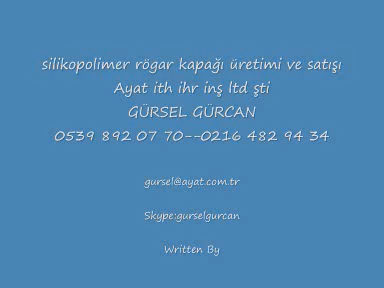 silikopolimer rögar kapağı üretimi ve satışı
Ayat ith ihr inş ltd şti
GÜRSEL GÜRCAN
0539 892 07 70--0216 482 94 34
gursel@ayat.com.tr
Skype:gurselgurcan
Written By